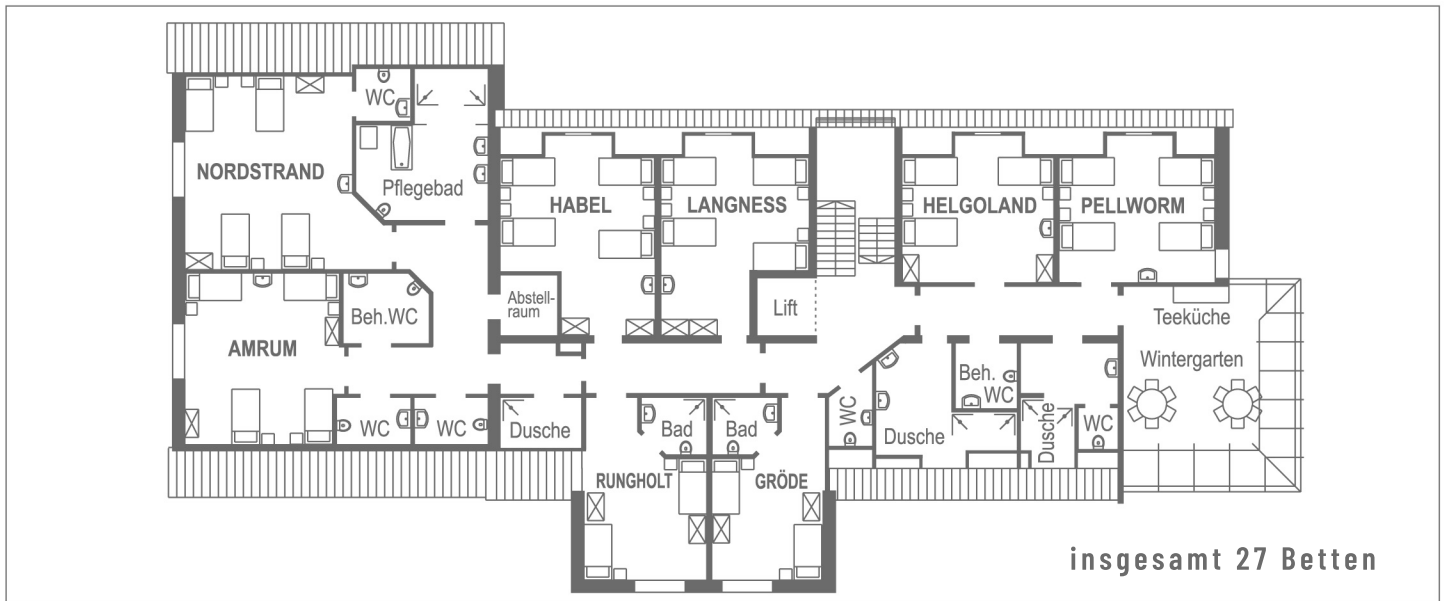 WC
NORDSTRAND
Pflegebad
HABEL
LANGNESS
HELGOLAND
PELLWORM
Abstell-
raum
Lift
Beh.WC
AMRUM
Teeküche
Wintergarten
WC
WC
Dusche
Bad
Bad
WC
Dusche
Beh.
WC
Dusche
WC
RUNGHOLT
GRÖDE
insgesamt 27 Betten